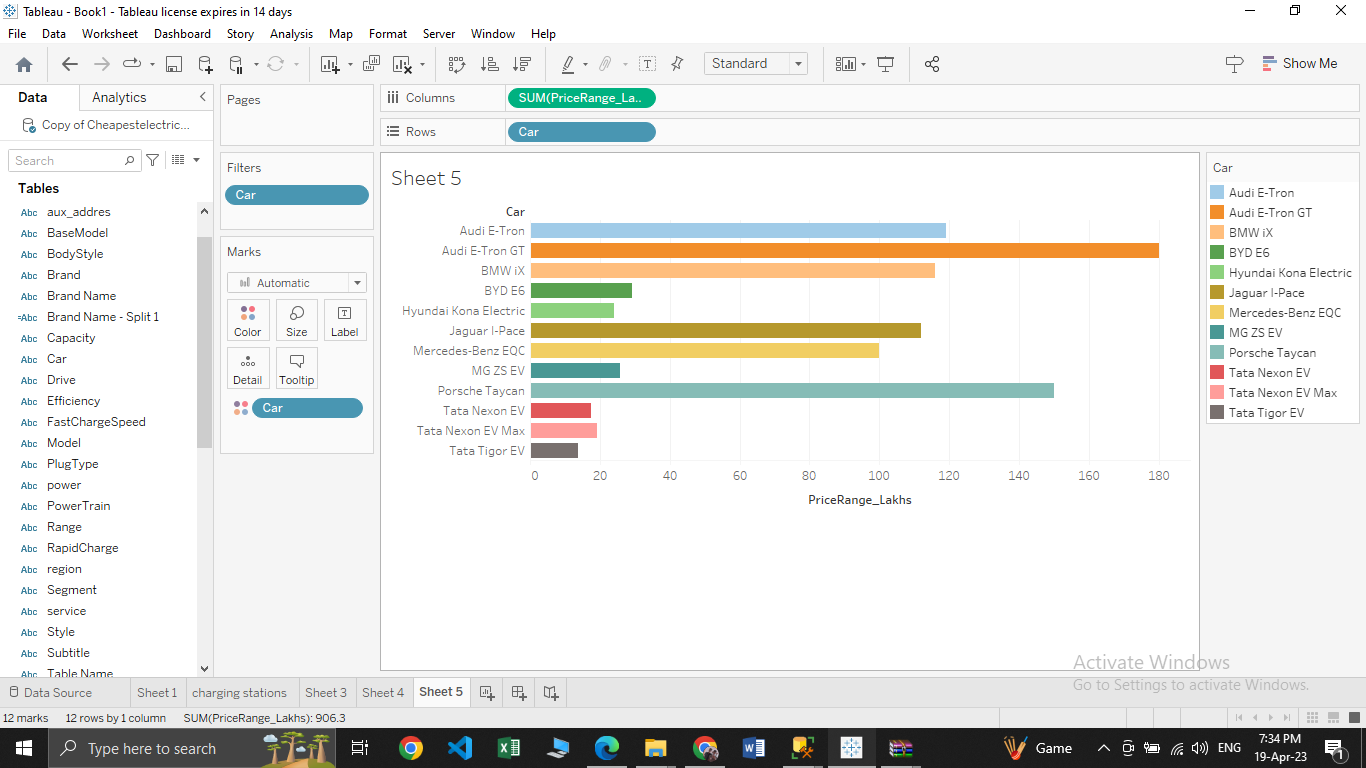 Tableau - Book1 - Tableau license expires in 14 days
File Data Worksheet Dashboard Story Analysis Map Format Server Window Help
Standard
Show Me
Data Analytics
Copy of Cheapestelectric...
Search
Tables
Abc aux_addres
Abc BaseModel
Abc BodyStyle
Abc Brand
Abc Brand Name
=Abc Brand Name - Split 1
Abc Capacity
Abc Car
Abc Drive
Abc Efficiency
Abc FastChargeSpeed
Abc Model
Abc PlugType
Abc power
Abc PowerTrain
Abc Range
Abc RapidCharge
Abc region
Abc Segment
Abc service
Abc Style
Abc Subtitle
Abc Table Name
Pages
Filters
Car
Marks
Automatic
Color Size Label
Detail Tooltip
Car
Columns SUM(PriceRange_La..
Rows Car
Sheet 5
Car
Audi E-Tron
Audi E-Tron GT
BMW iX
BYD E6
Hyundai Kona Electric
Jaguar I-Pace
Mercedes-Benz EQC
MG ZS EV
Porsche Taycan
Tata Nexon EV
Tata Nexon EV Max
Tata Tigor EV
0 20 40 60 80 100 120 140 160 180
PriceRange_Lakhs
Car
Audi E-Tron
Audi E-Tron GT
BMW iX
BYD E6
Hyundai Kona Electric
Jaguar I-Pace
Mercedes-Benz EQC
MG ZS EV
Porsche Taycan
Tata Nexon EV
Tata Nexon EV Max
Tata Tigor EV
Activate Windows
Go to Settings to activate Windows.
Data Source Sheet 1 charging stations Sheet 3 Sheet 4 Sheet 5
12 marks 12 rows by 1 column SUM(PriceRange_Lakhs): 906.3
Type here to search
Game
ENG
7:34 PM
19-Apr-23
1